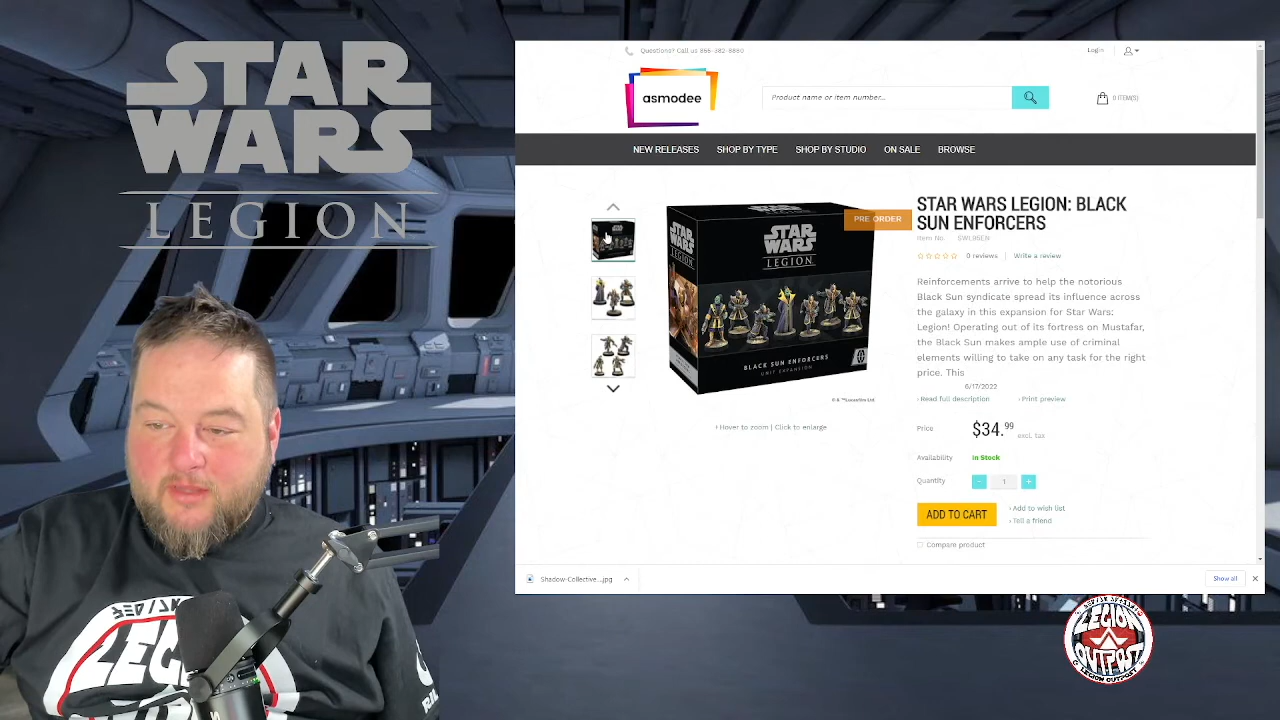 STAR
WARS
LEGION
Questions? Call us 855-382-8880
Login
asmodee
Product name or item number...
0 ITEM(S)
NEW RELEASES
SHOP BY TYPE
SHOP BY STUDIO
ON SALE
BROWSE
PRE ORDER
STAR
WARS
LEGION
BLACK SUN ENFORCERS
UNIT EXPANSION
Hover to zoom | Click to enlarge
STAR WARS LEGION: BLACK
SUN ENFORCERS
Item No.
0 reviews
Write a review
Reinforcements arrive to help the notorious
Black Sun syndicate spread its influence across
the galaxy in this expansion for Star Wars:
Legion! Operating out of its fortress on Mustafar,
the Black Sun makes ample use of criminal
elements willing to take on any task for the right
price. This
6/17/2022
Read full description
Print preview
Price
$34.99
excl. tax
Availability
In Stock
Quantity
- 1 +
ADD TO CART
Add to wish list
Tell a friend
Compare product
Shadow-Collective....jpg
Show all
LEGION
OUTPOST